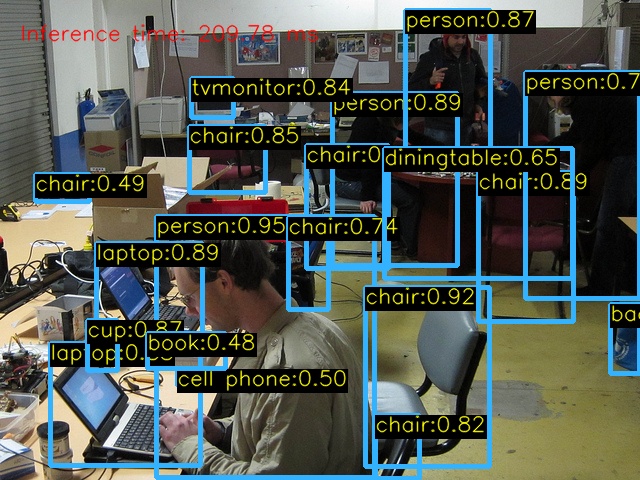 Inference time: 209.78 ms
person:0.87
person:0.7
tvmonitor:0.84
person:0.89
chair:0.85
chair:0
diningtable:0.65
chair:0.49
chair:0.89
person:0.95
chair:0.74
laptop:0.89
chair:0.92
cup:0.87
laptop:0.88
book:0.48
cell phone:0.50
chair:0.82
ba